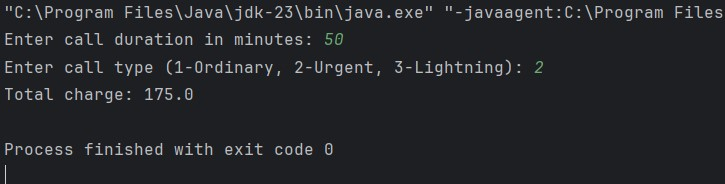 "C:\Program Files\Java\jdk-23\bin\java.exe" "-javaagent:C:\Program Files
Enter call duration in minutes: 50
Enter call type (1-Ordinary, 2-Urgent, 3-Lightning): 2
Total charge: 175.0
Process finished with exit code 0